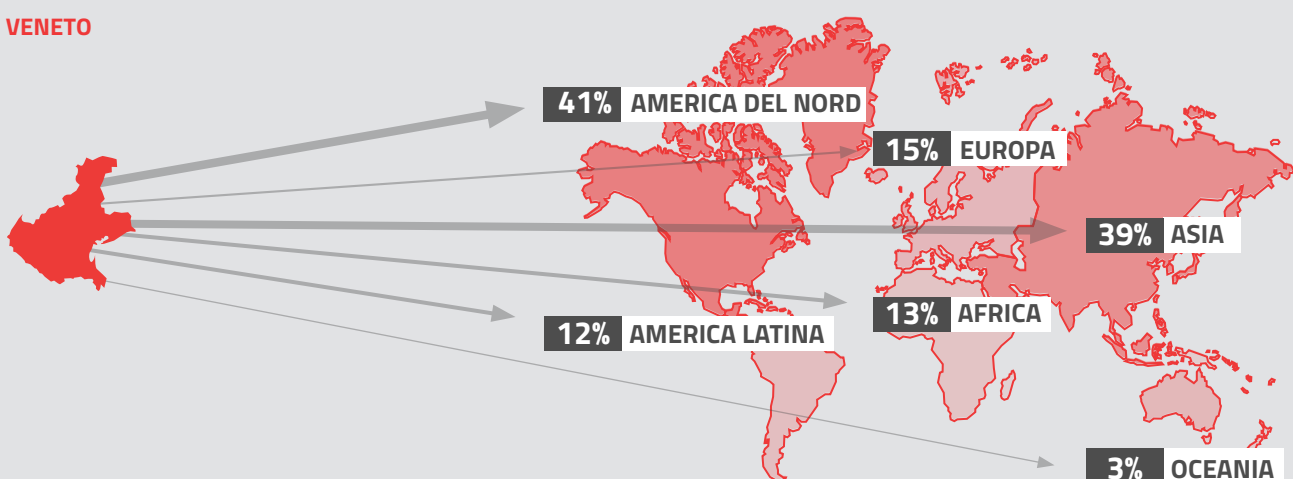 VENETO
41% AMERICA DEL NORD
15% EUROPA
39% ASIA
13% AFRICA
12% AMERICA LATINA
3% OCEANIA